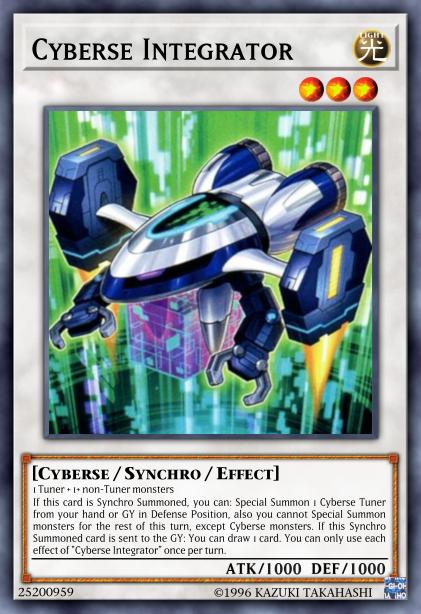 Cyberse Integrator
LIGHT
光
[Cyberse / Synchro / Effect]
1 Tuner + 1+ non-Tuner monsters
If this card is Synchro Summoned, you can: Special Summon 1 Cyberse Tuner
from your hand or GY in Defense Position, also you cannot Special Summon
monsters for the rest of this turn, except Cyberse monsters. If this Synchro
Summoned card is sent to the GY: You can draw 1 card. You can only use each
effect of "Cyberse Integrator" once per turn.
ATK/1000 DEF/1000
25200959
©1996 KAZUKI TAKAHASHI